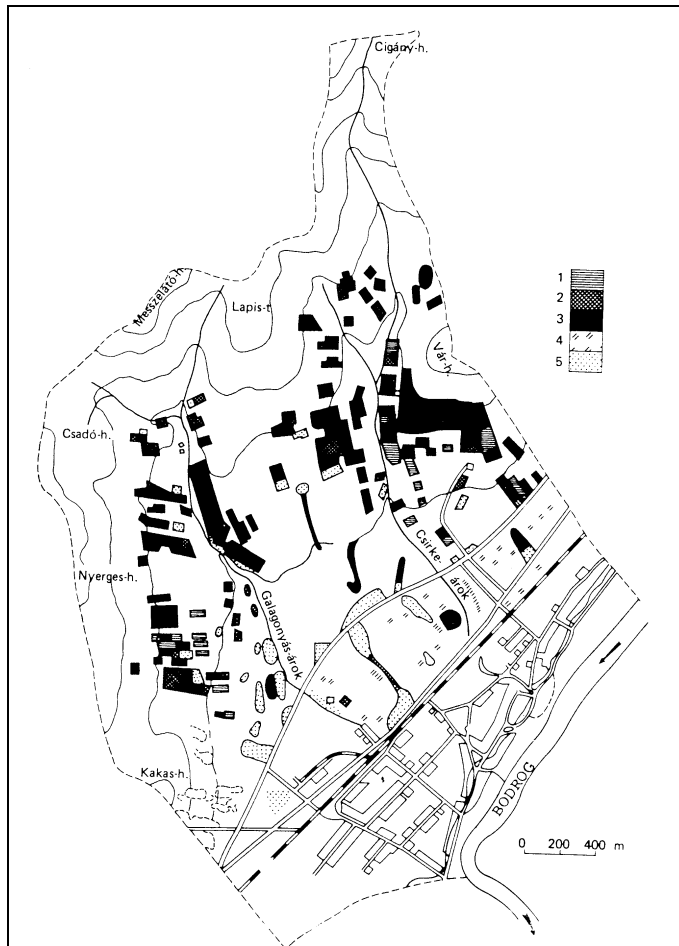 Cigány-h.
Messzelátó-h.
Lapis-t
Vár-h.
1
2
3
4
5
Csadó-h.
Csirke-
árok
Nyerges-h.
Galagonyás-árok
Kakas-h.
BODROG
0 200 400 m